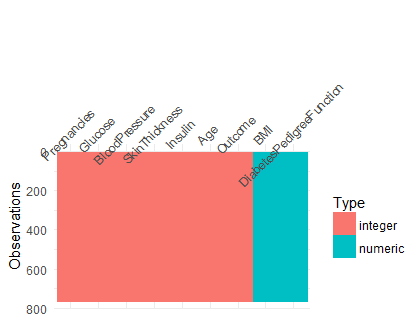 Pregnancies
Glucose
BloodPressure
SkinThickness
Insulin
Age
Outcome
BMI
DiabetesPedigreeFunction
0
200
400
600
800
Observations
Type
integer
numeric